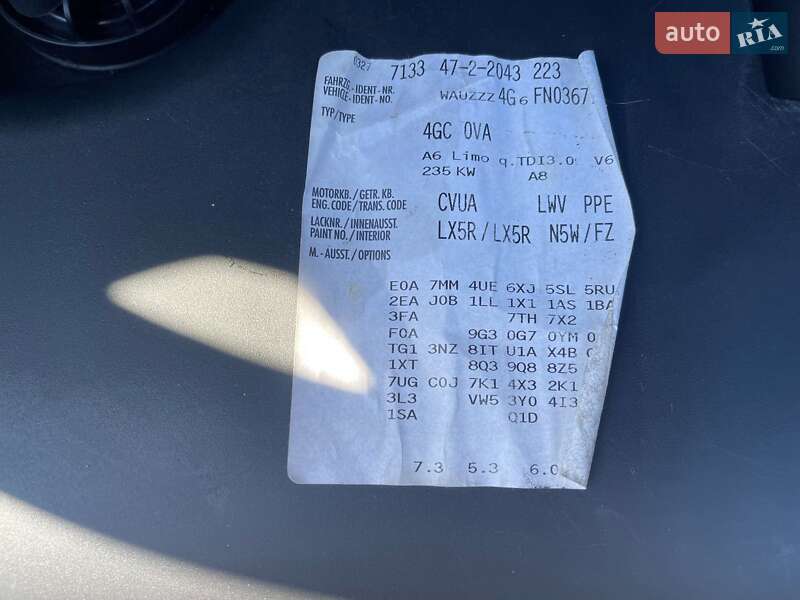 auto RIA .com
0327 7133 47-2-2043 223
FAHRZG.-IDENT-NR.
VEHICLE-IDENT-NO. WAUZZZ4G6FN0367
TYP/TYPE
4GC 0VA
A6 Limo q.TDI3.0 V6
235 KW A8
MOTORKB. / GETR. KB.
ENG. CODE / TRANS. CODE CVUA LWV PPE
LACKNR. / INNENAUSST.
PAINT NO. / INTERIOR LX5R/LX5R N5W/FZ
M. - AUSST. / OPTIONS
E0A 7MM 4UE 6XJ 5SL 5RU
2EA J0B 1LL 1X1 1AS 1BA
3FA 7TH 7X2
F0A 9G3 0G7 0YM 0
TG1 3NZ 8IT U1A X4B
1XT 8Q3 9Q8 8Z5
7UG C0J 7K1 4X3 2K1
3L3 VW5 3Y0 4I3
1SA Q1D
7.3 5.3 6.0